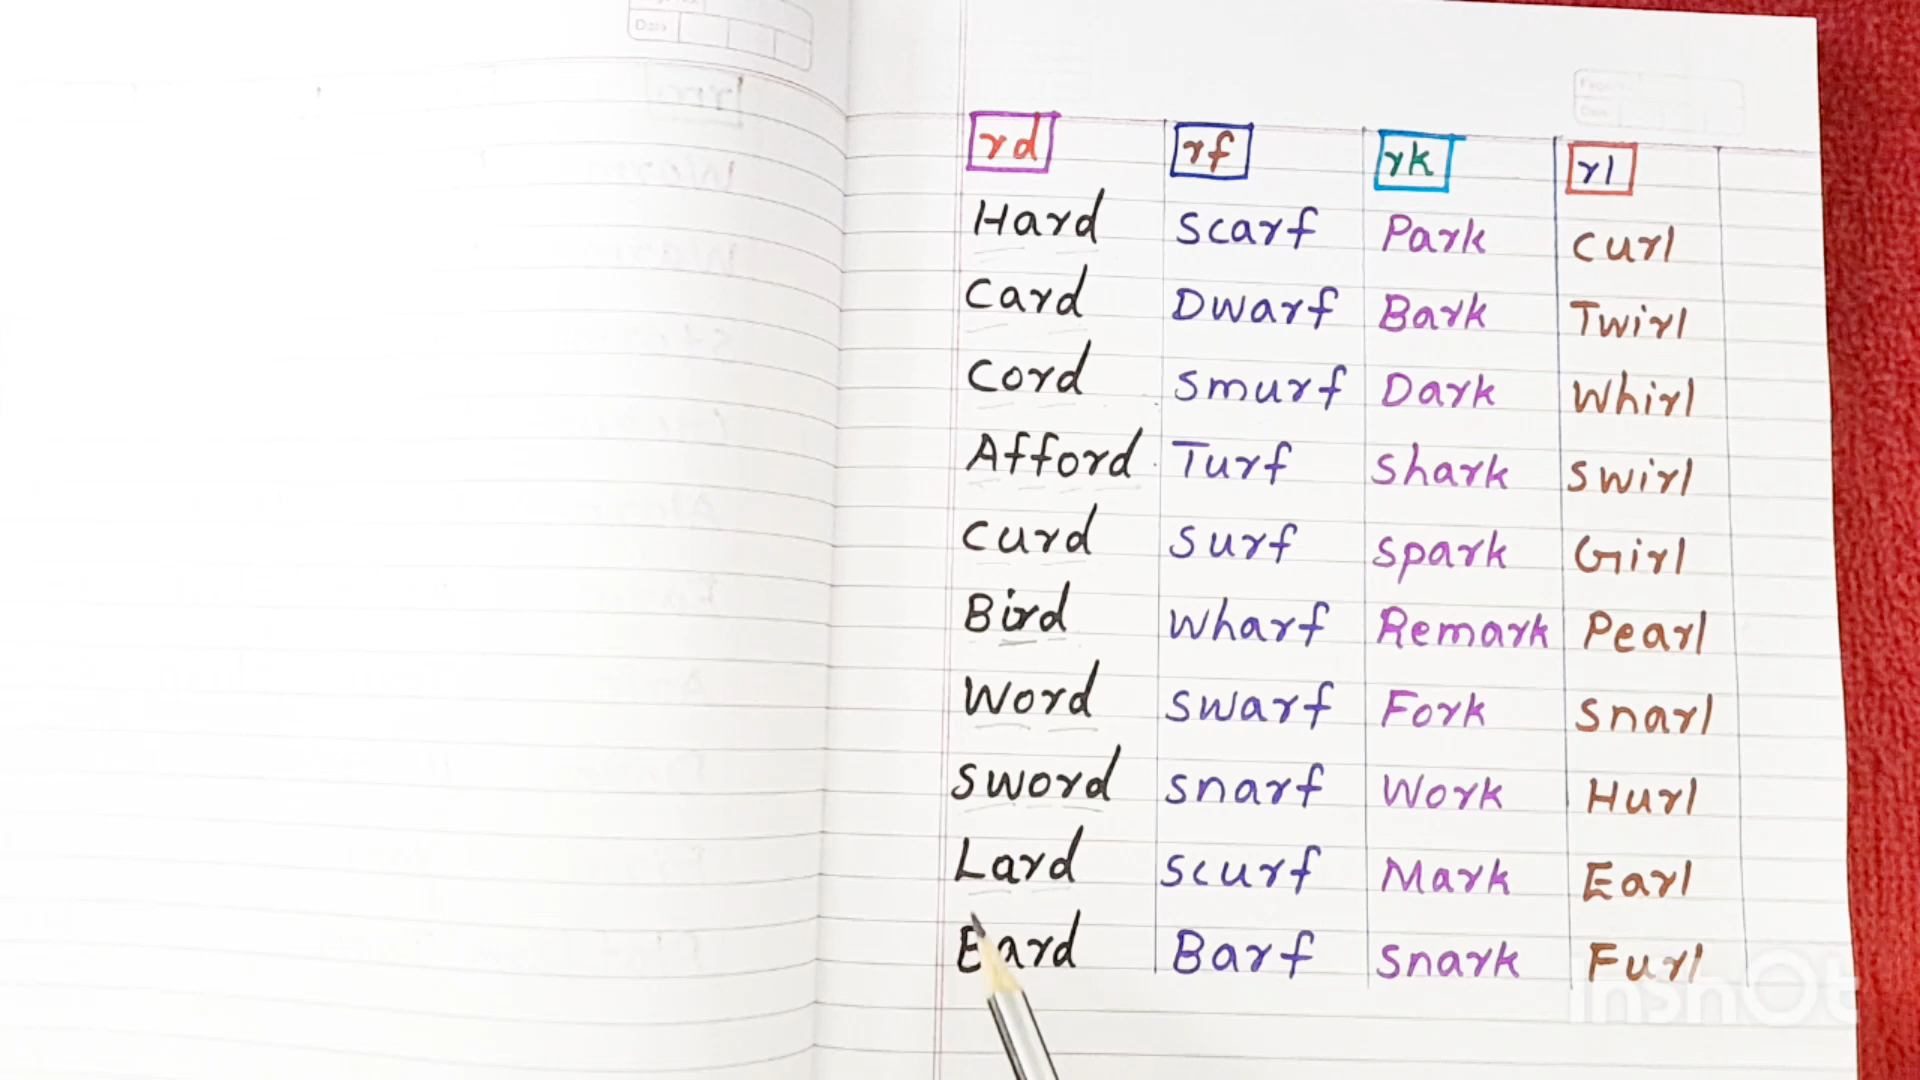 Date
rd rf rk rl
Hard Scarf Park Curl
Card Dwarf Bark Twirl
Cord Smurf Dark Whirl
Afford Turf Shark Swirl
Curd Surf Spark Girl
Bird Wharf Remark Pearl
Word Swarf Fork Snarl
Sword Snarf Work Hurl
Lard Scurf Mark Earl
Bard Barf Snark Furl
InShOt